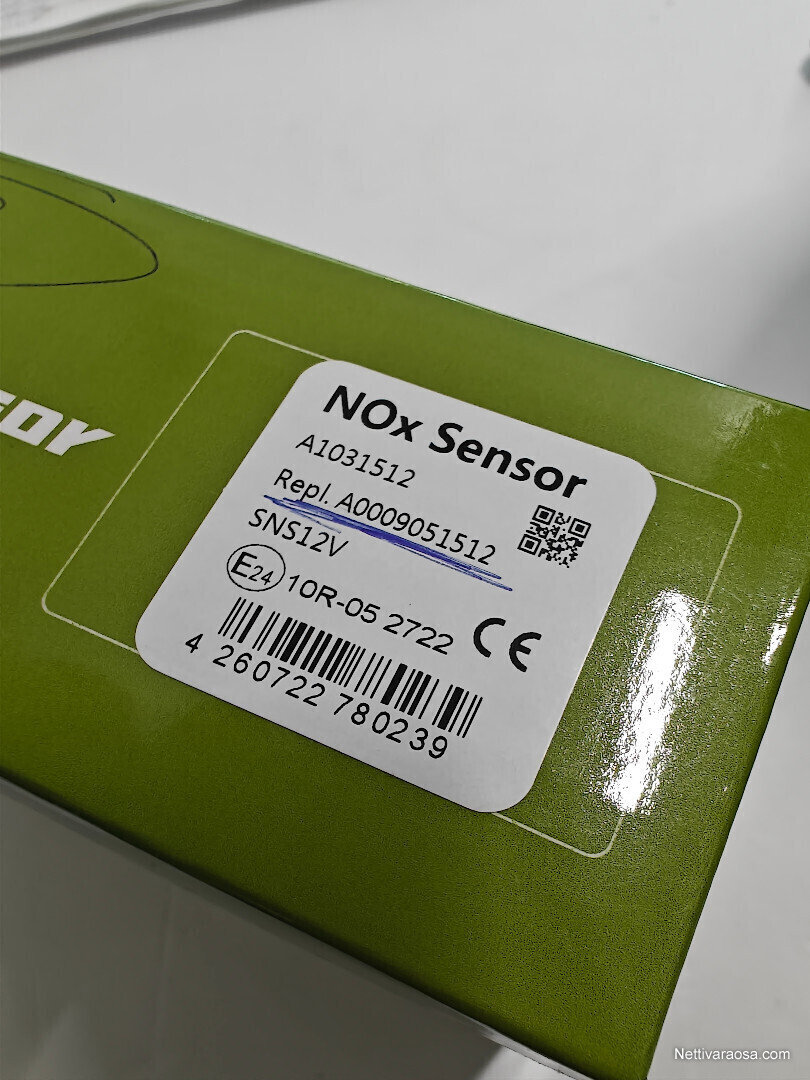 NOx Sensor
A1031512
Repl. A0009051512
SNS12V
E24 10R-05 2722 CE
4 260722 780239
Nettivaraosa.com